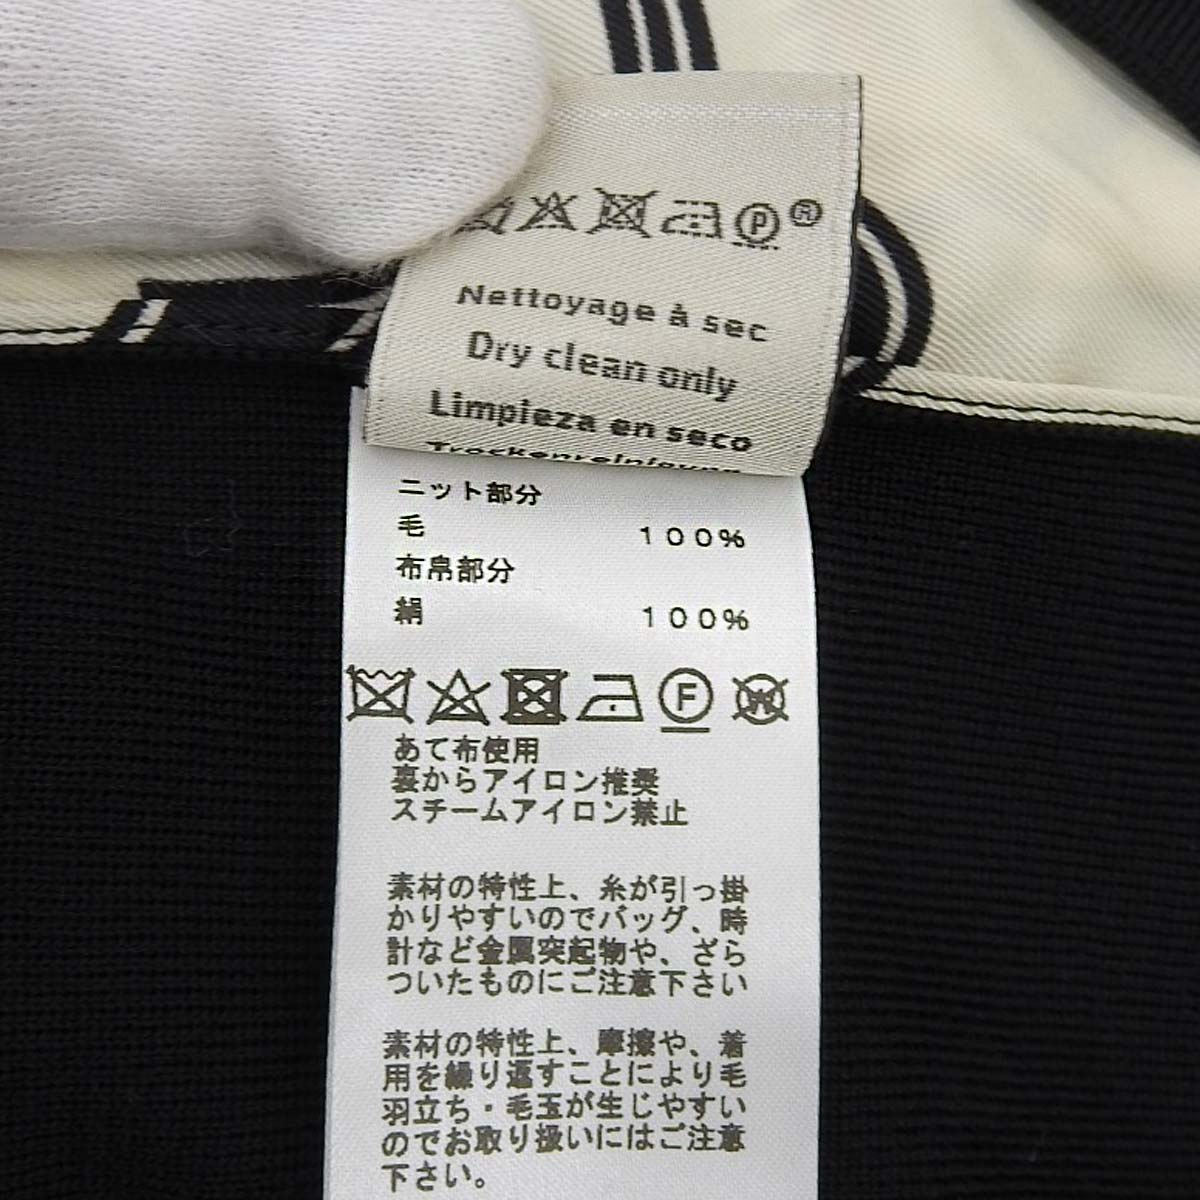 P R
Nettoyage à sec
Dry clean only
Limpieza en seco
Trockenreinigung
ニット部分
毛 100%
布帛部分
絹 100%
F W
あて布使用
裏からアイロン推奨
スチームアイロン禁止
素材の特性上、糸が引っ掛
かりやすいのでバッグ、時
計など金属突起物や、ざら
ついたものにご注意下さい
素材の特性上、摩擦や、着
用を繰り返すことにより毛
羽立ち・毛玉が生じやすい
のでお取り扱いにはご注意
下さい。